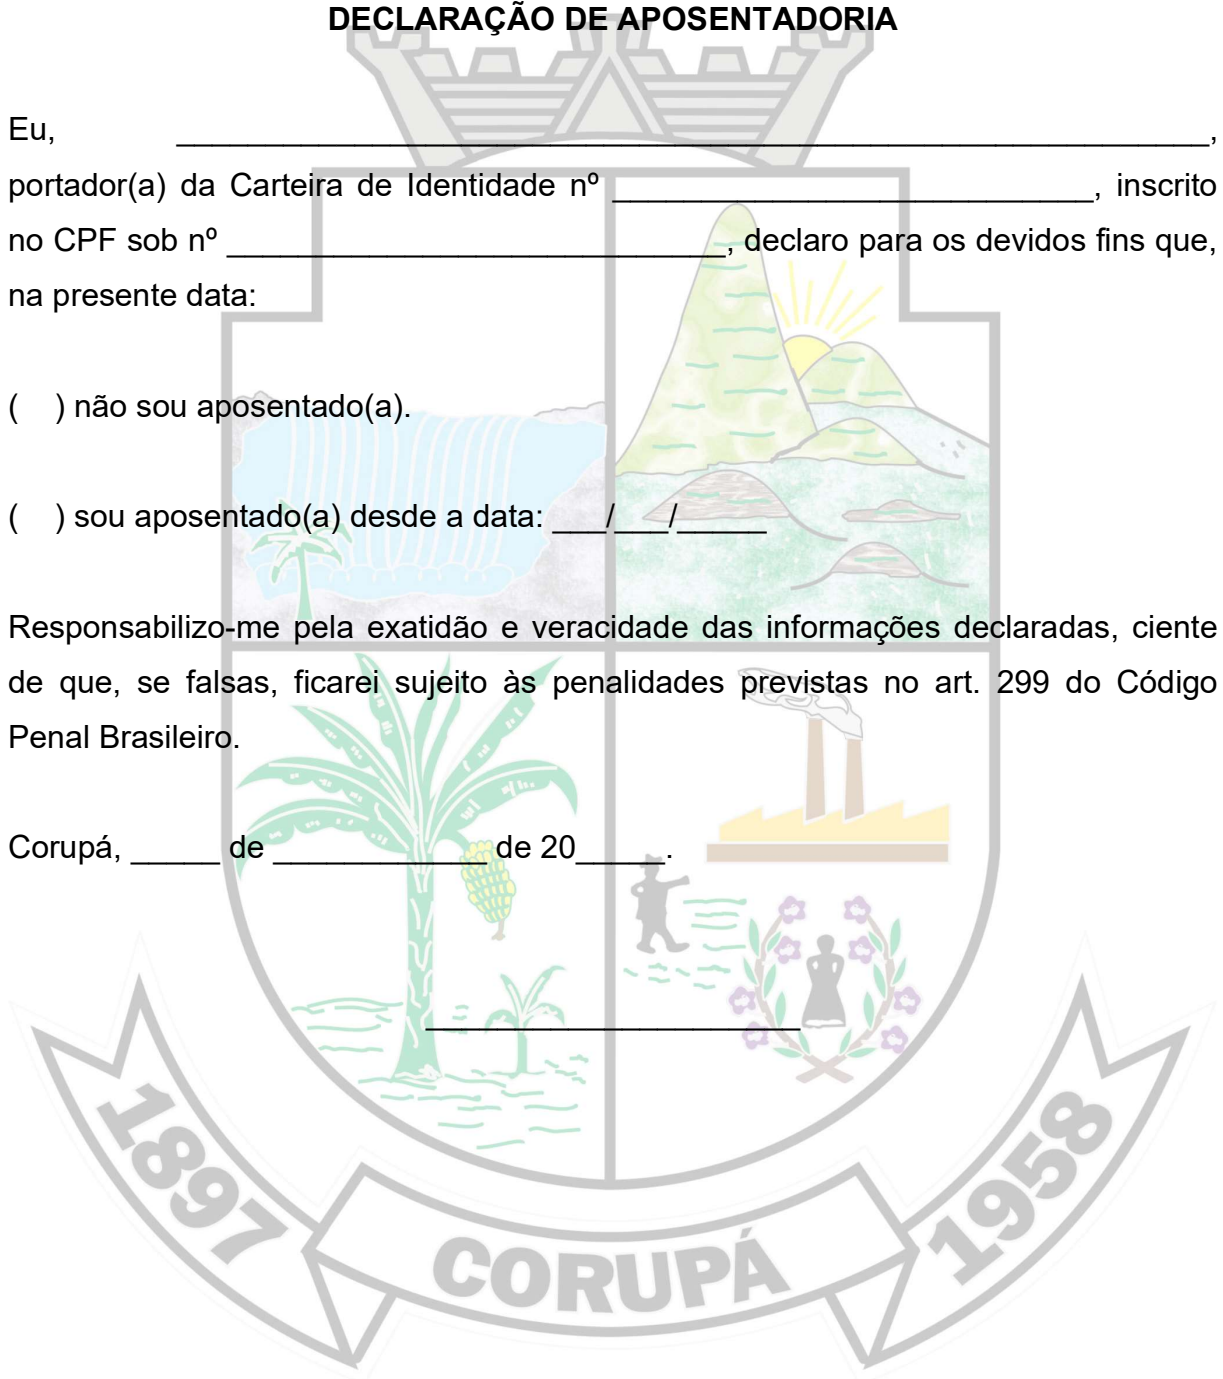 DECLARAÇÃO DE APOSENTADORIA
Eu, __________________________________________________________,
portador(a) da Carteira de Identidade nº ___________________________, inscrito
no CPF sob nº ____________________________, declaro para os devidos fins que,
na presente data:
(    ) não sou aposentado(a).
(    ) sou aposentado(a) desde a data: ___/___/_____
Responsabilizo-me pela exatidão e veracidade das informações declaradas, ciente
de que, se falsas, ficarei sujeito às penalidades previstas no art. 299 do Código
Penal Brasileiro.
Corupá, _____ de ____________ de 20_____.
_____________________
1897
CORUPÁ
1958